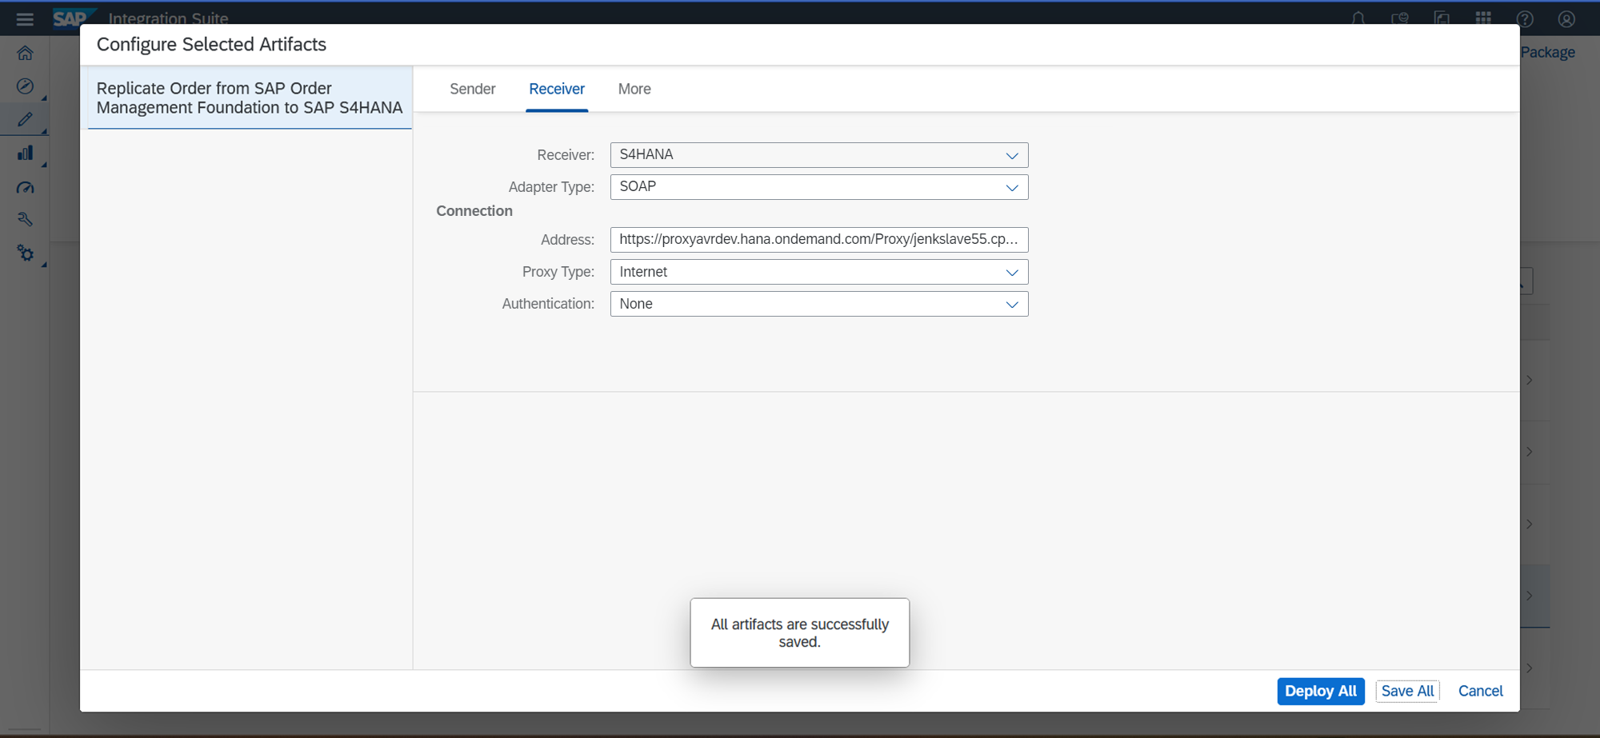 SAP Integration Suite
Package
Configure Selected Artifacts
Replicate Order from SAP Order
Management Foundation to SAP S4HANA
Sender Receiver More
Receiver: S4HANA
Adapter Type: SOAP
Connection
Address: https://proxyavrdev.hana.ondemand.com/Proxy/jenkslave55.cp...
Proxy Type: Internet
Authentication: None
All artifacts are successfully
saved.
Deploy All Save All Cancel